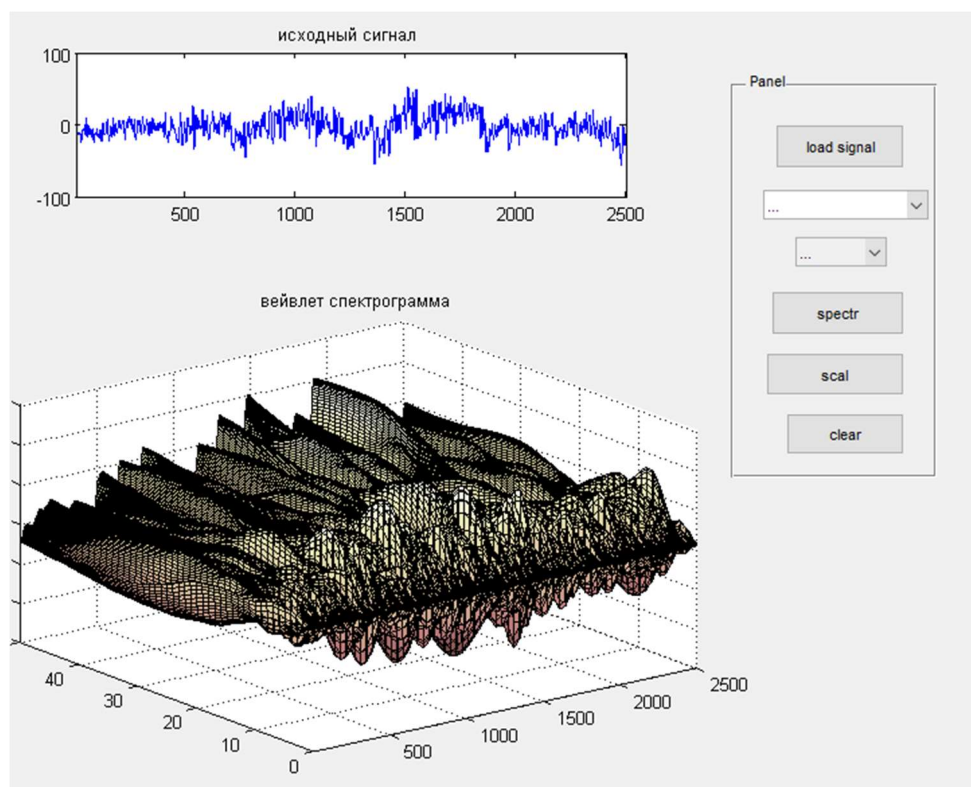 исходный сигнал
100
0
-100
500 1000 1500 2000 2500
Panel
load signal
...
...
spectr
scal
clear
вейвлет спектрограмма
40
30
20
10
0
500
1000
1500
2000
2500